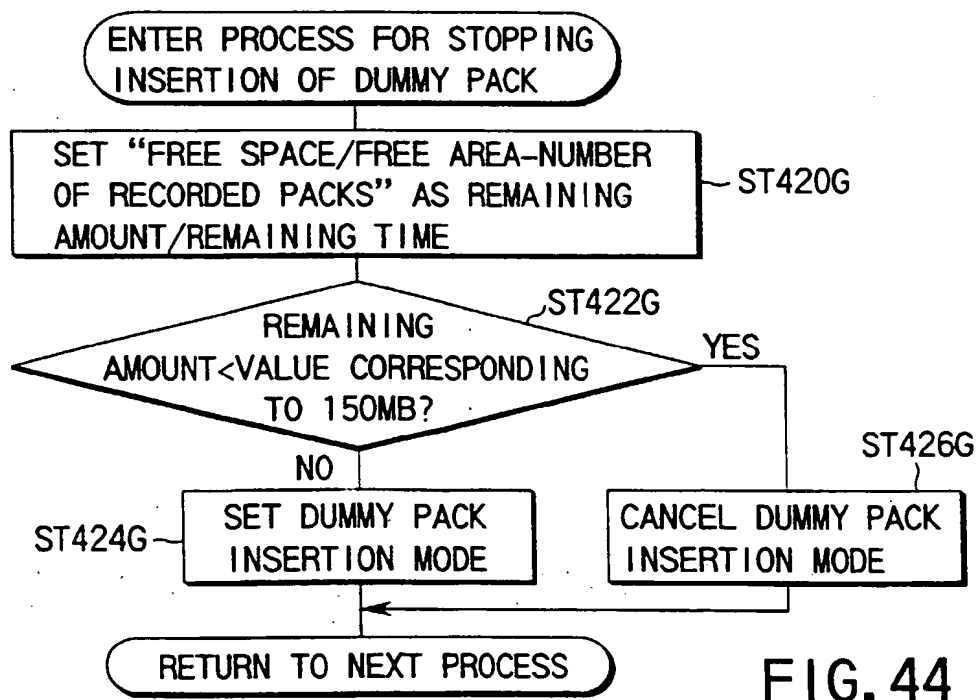 ENTER PROCESS FOR STOPPING
INSERTION OF DUMMY PACK
SET “FREE SPACE/FREE AREA-NUMBER
OF RECORDED PACKS” AS REMAINING
AMOUNT/REMAINING TIME
ST420G
ST422G
REMAINING
AMOUNT<VALUE CORRESPONDING
TO 150MB?
YES
NO
ST426G
ST424G
SET DUMMY PACK
INSERTION MODE
CANCEL DUMMY PACK
INSERTION MODE
RETURN TO NEXT PROCESS
FIG. 44